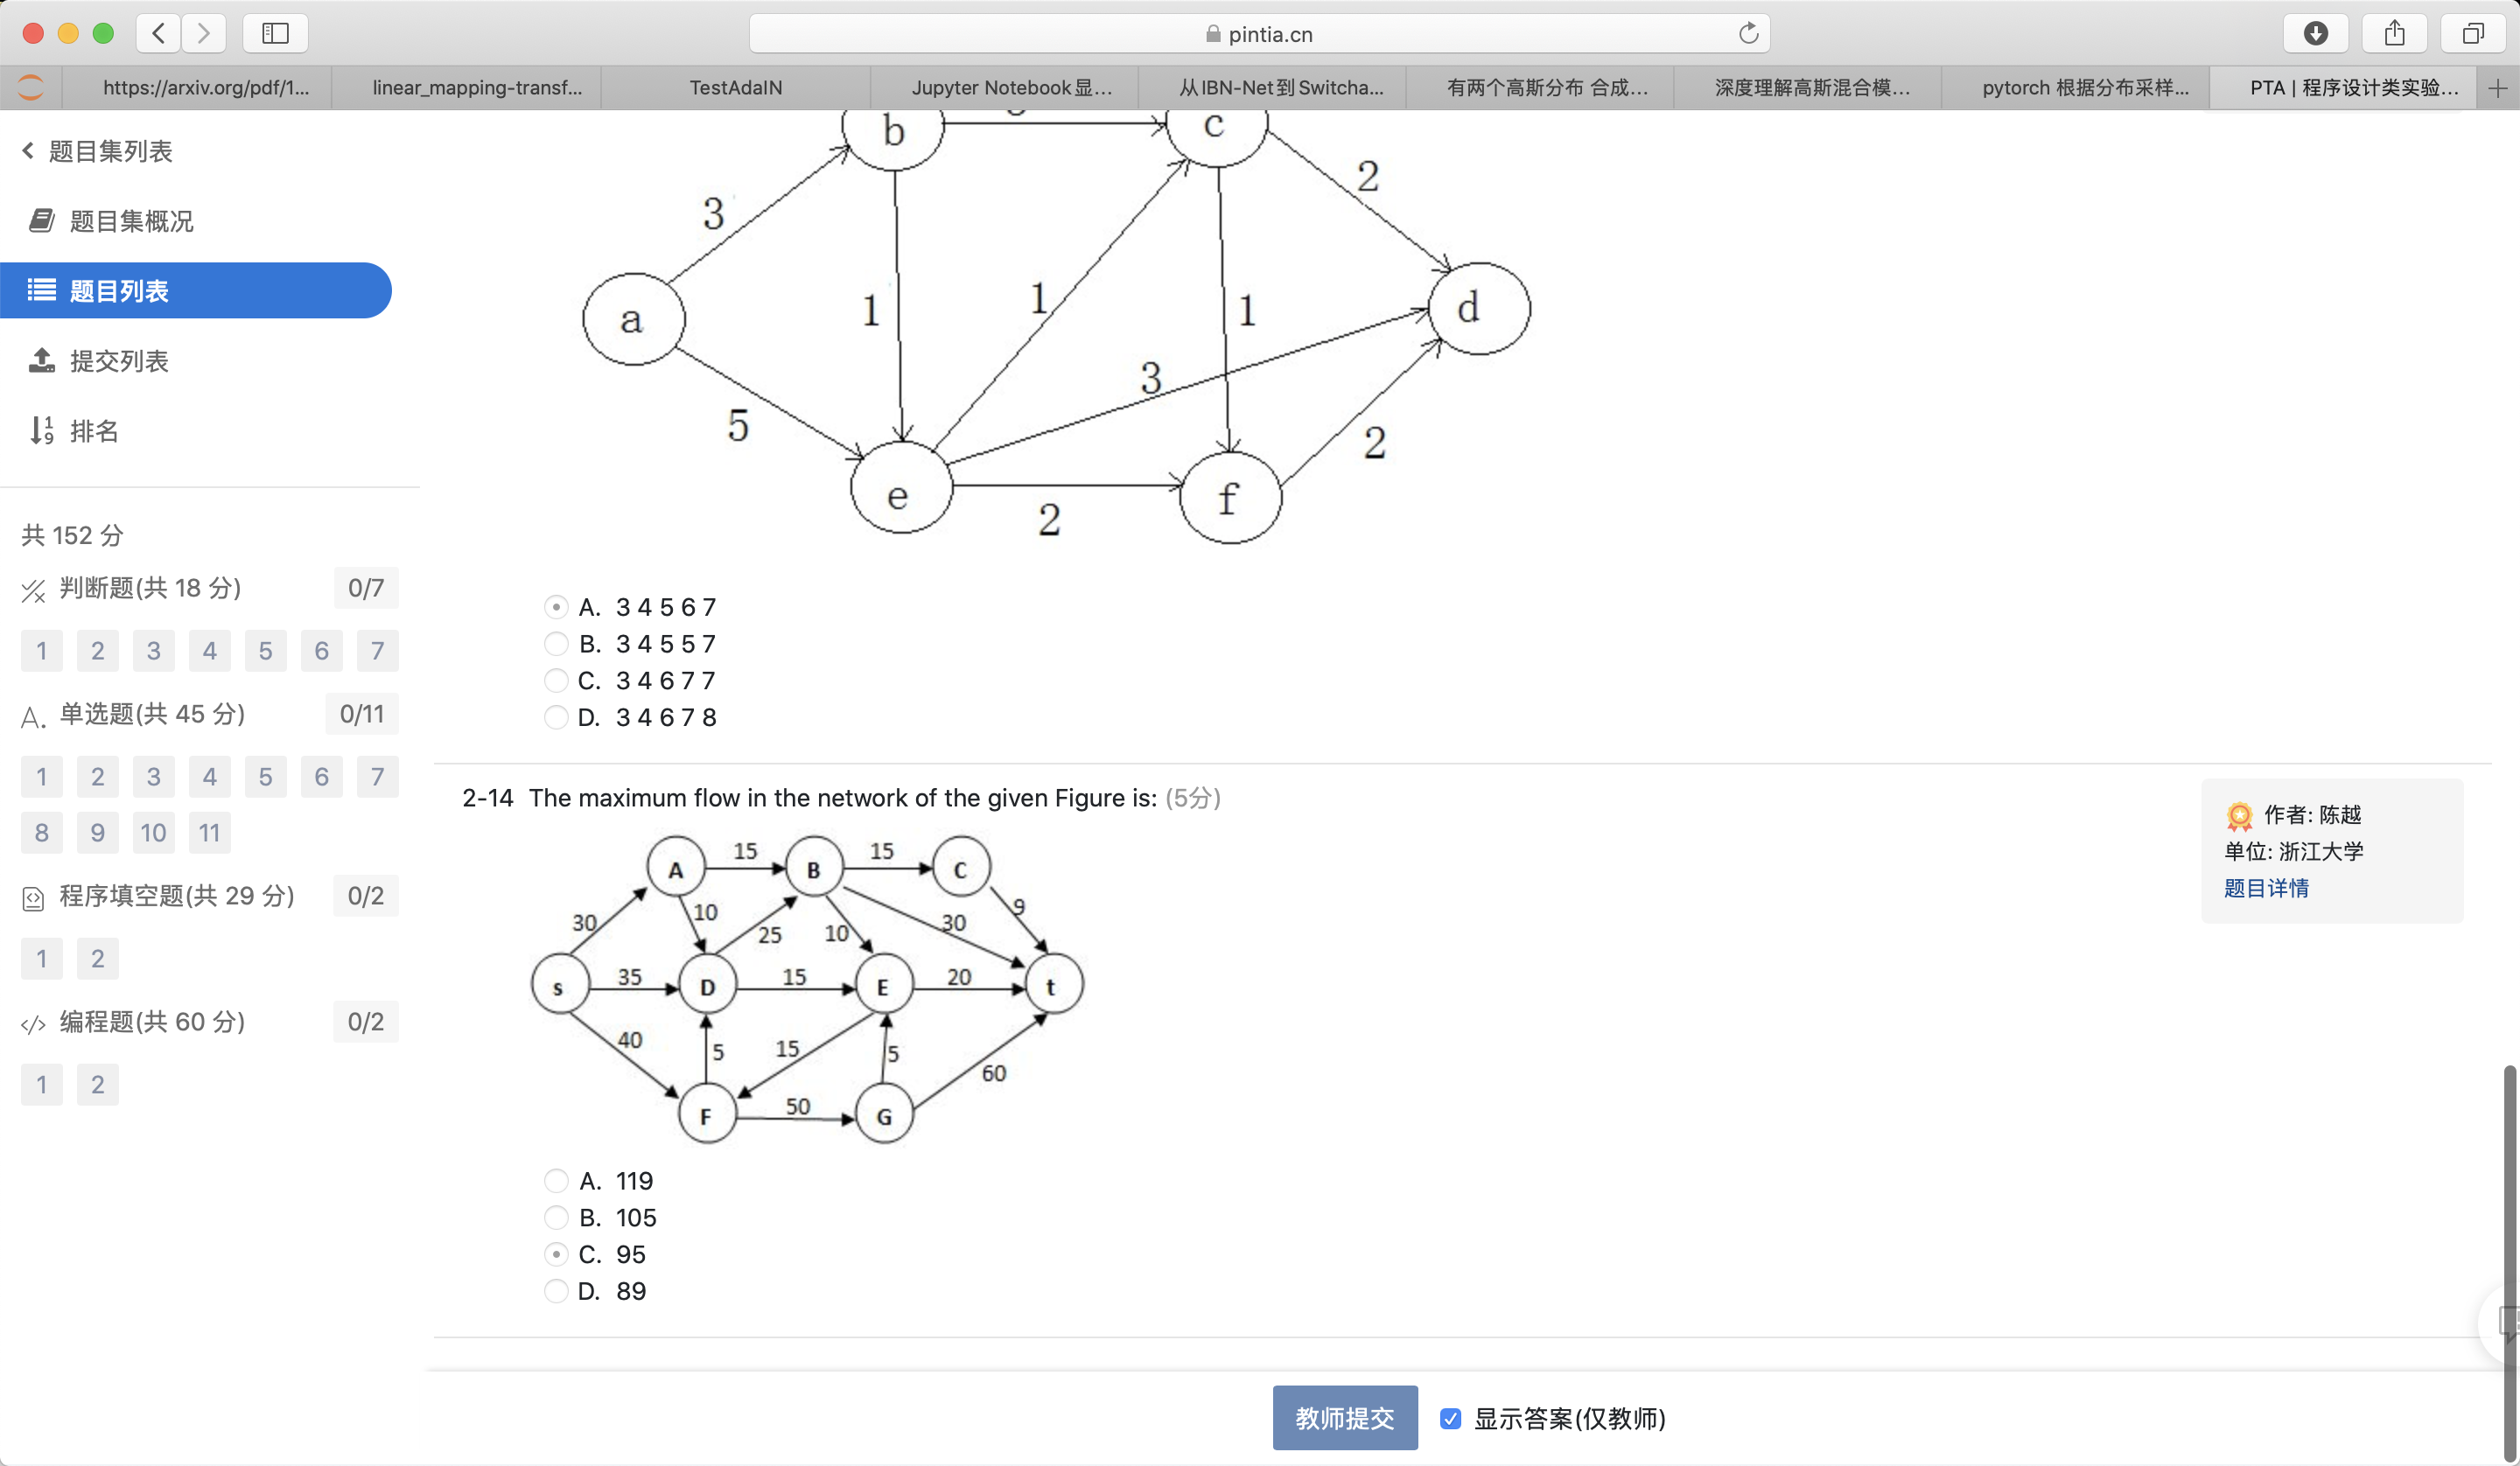 pintia.cn
https://arxiv.org/pdf/1...
linear_mapping-transf...
TestAdaIN
Jupyter Notebook显...
从IBN-Net到Switcha...
有两个高斯分布 合成...
深度理解高斯混合模...
pytorch 根据分布采样...
PTA | 程序设计类实验...
题目集列表
题目集概况
题目列表
提交列表
排名
共 152 分
判断题(共 18 分)
0/7
1 2 3 4 5 6 7
A. 单选题(共 45 分)
0/11
1 2 3 4 5 6 7
8 9 10 11
程序填空题(共 29 分)
0/2
1 2
</> 编程题(共 60 分)
0/2
1 2
b
c
3
2
a
1
1
1
d
3
5
2
e
f
2
A. 3 4 5 6 7
B. 3 4 5 5 7
C. 3 4 6 7 7
D. 3 4 6 7 8
2-14 The maximum flow in the network of the given Figure is: (5分)
A 15 B 15 C
30 10 25 10 30 9
s 35 D 15 E 20 t
40 5 15 5 60
F 50 G
A. 119
B. 105
C. 95
D. 89
作者: 陈越
单位: 浙江大学
题目详情
教师提交
显示答案(仅教师)